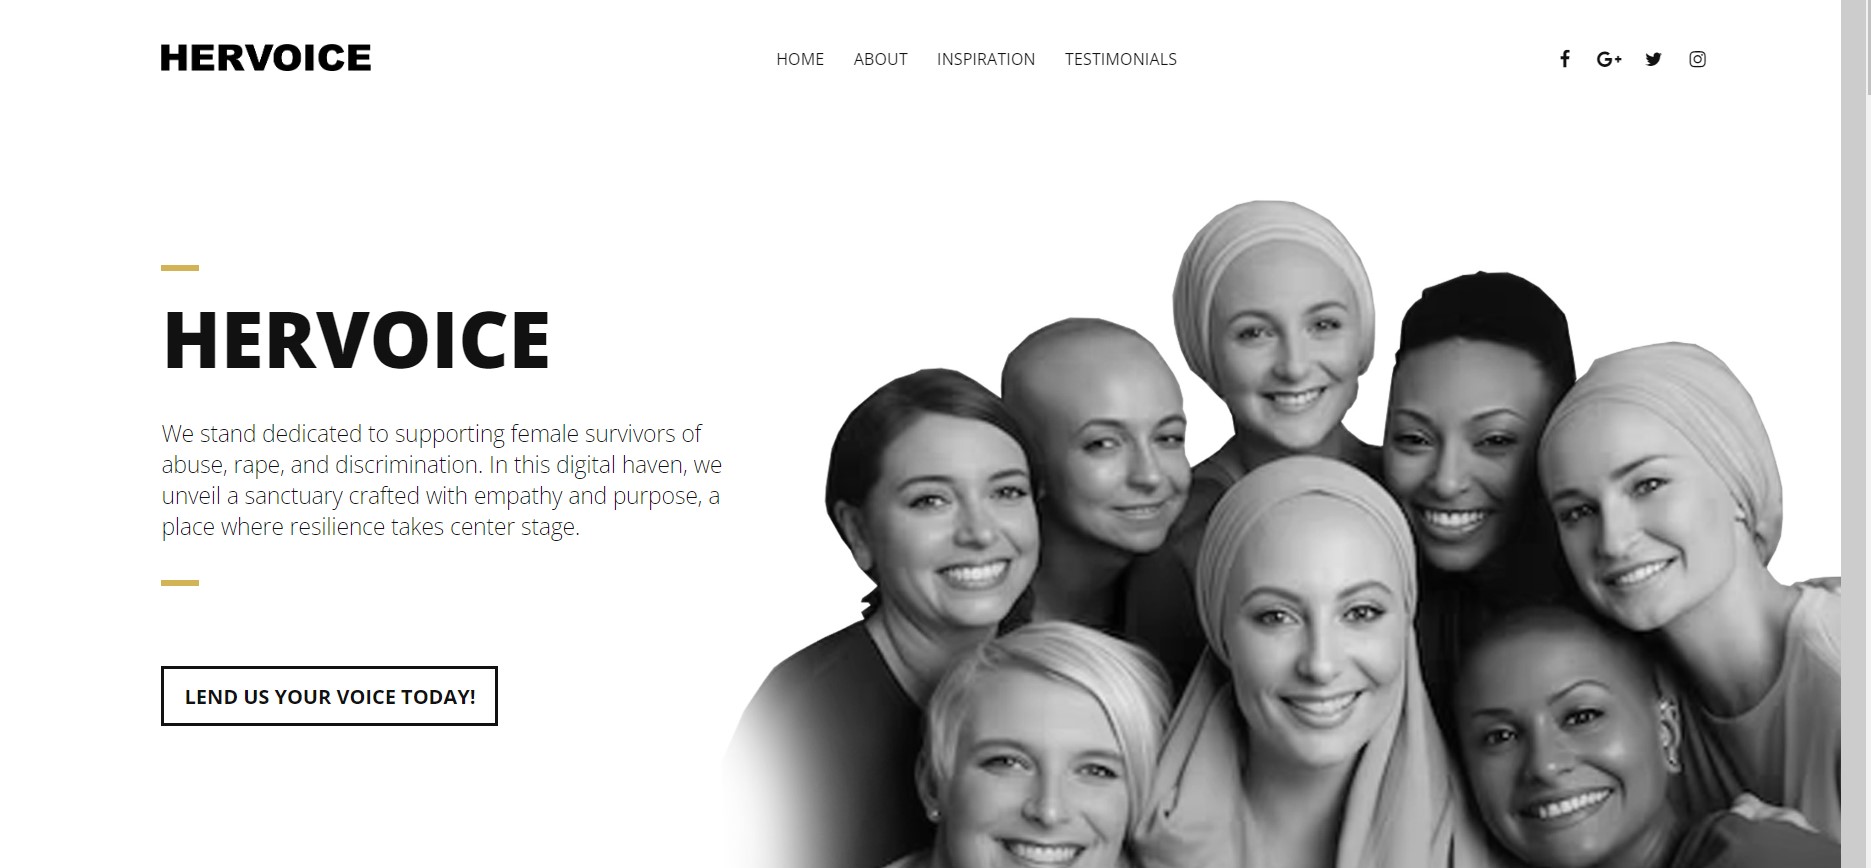 HERVOICE
HOME ABOUT INSPIRATION TESTIMONIALS
HERVOICE
We stand dedicated to supporting female survivors of
abuse, rape, and discrimination. In this digital haven, we
unveil a sanctuary crafted with empathy and purpose, a
place where resilience takes center stage.
LEND US YOUR VOICE TODAY!